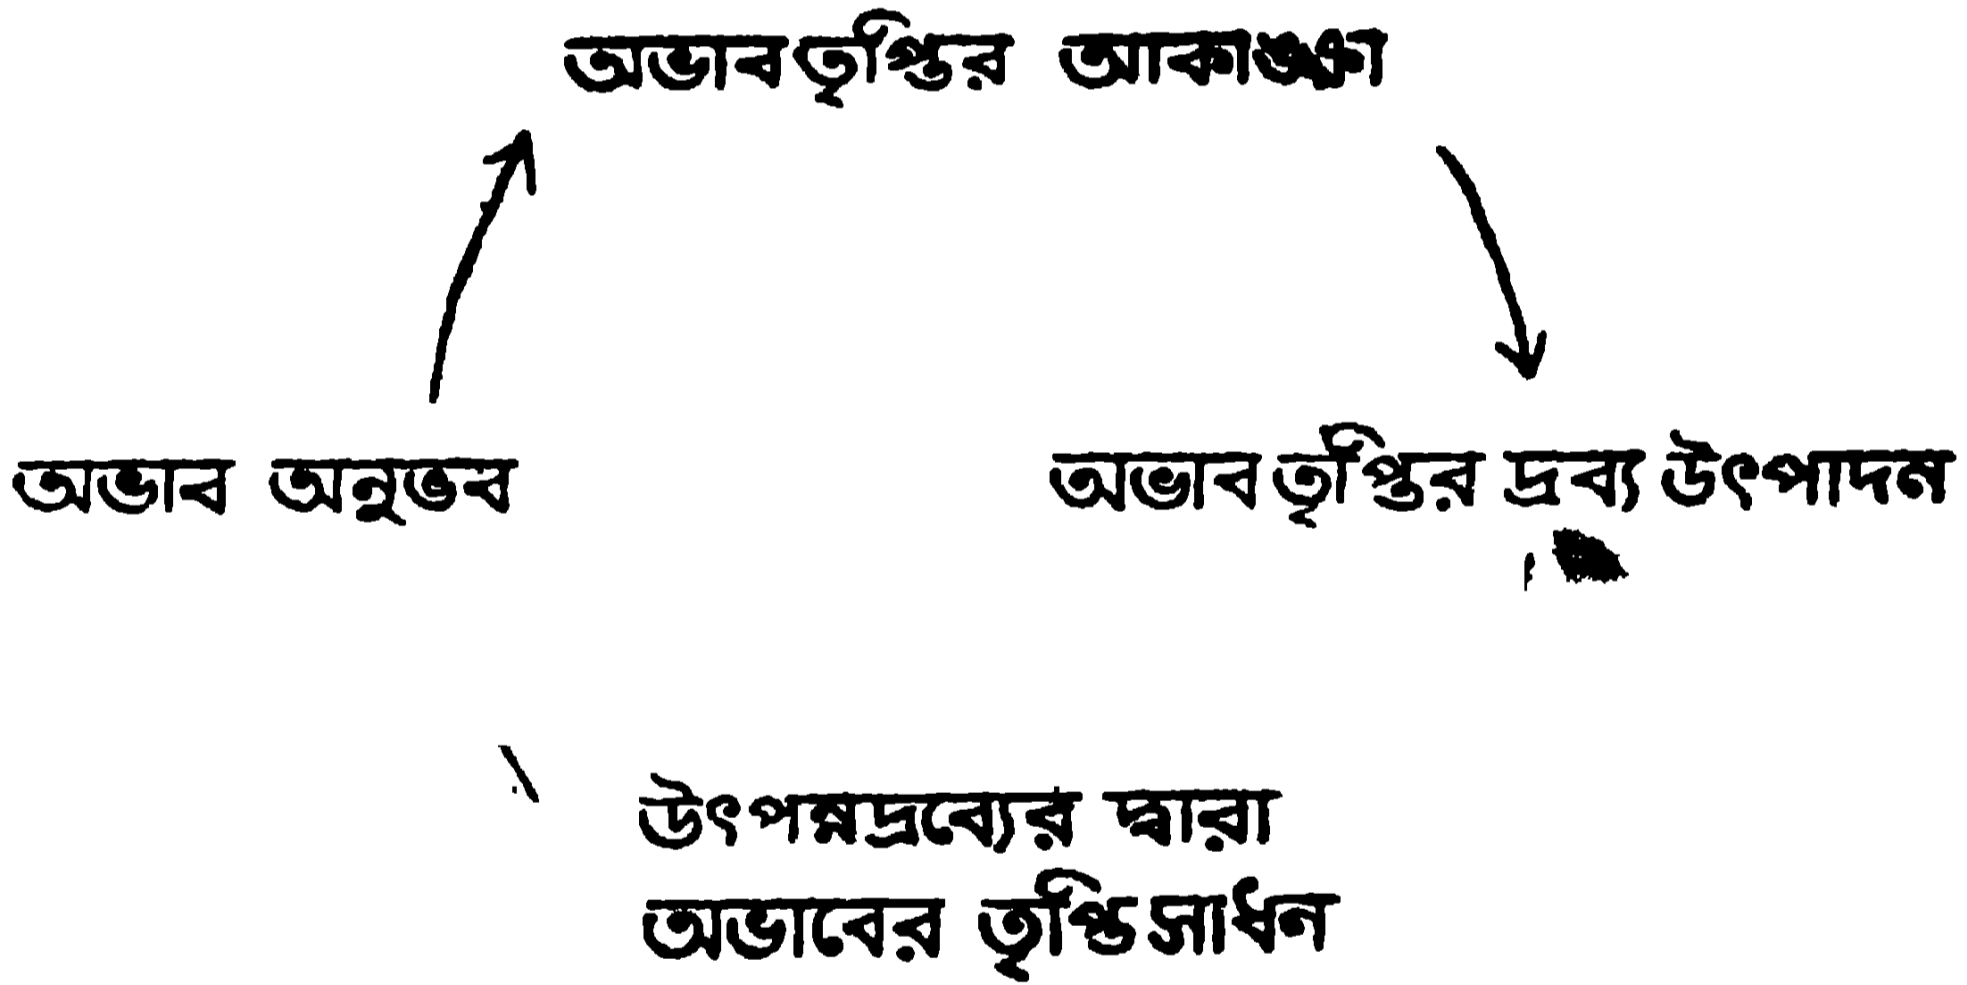 অভাবতৃপ্তির আকাঙ্ক্ষা
অভাব অনুভব
অভাবতৃপ্তির দ্রব্য উৎপাদন
উৎপন্নদ্রব্যের দ্বারা
অভাবের তৃপ্তিসাধন